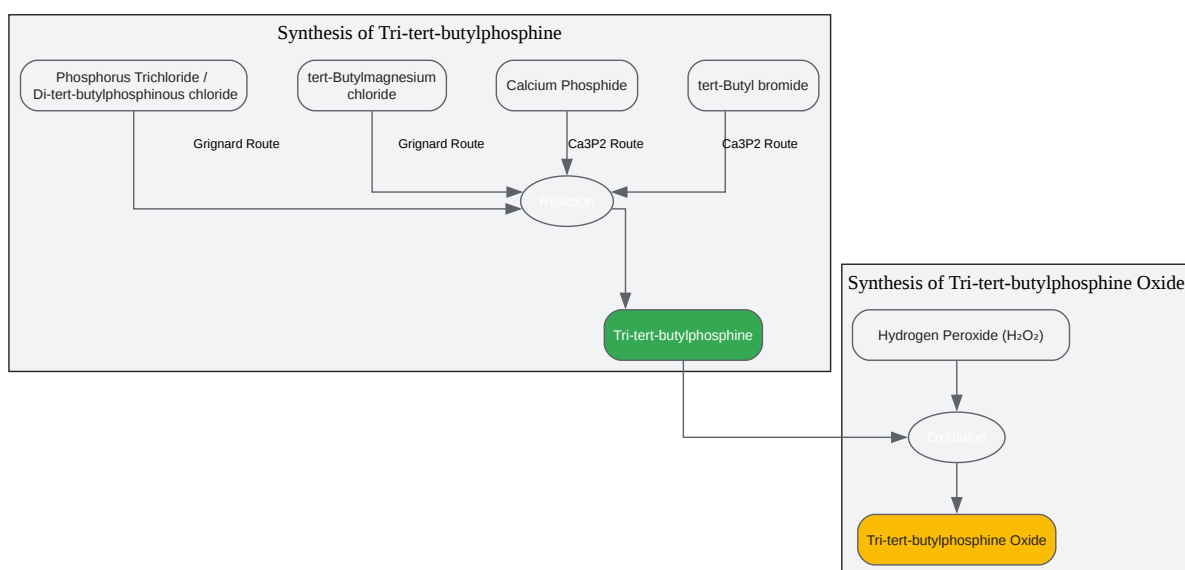 Synthesis of Tri-tert-butylphosphine
Phosphorus Trichloride /
Di-tert-butylphosphinous chloride
tert-Butylmagnesium
chloride
Calcium Phosphide
tert-Butyl bromide
Grignard Route
Grignard Route
Ca3P2 Route
Ca3P2 Route
Reaction
Tri-tert-butylphosphine
Synthesis of Tri-tert-butylphosphine Oxide
Hydrogen Peroxide (H₂O₂)
Oxidation
Tri-tert-butylphosphine Oxide